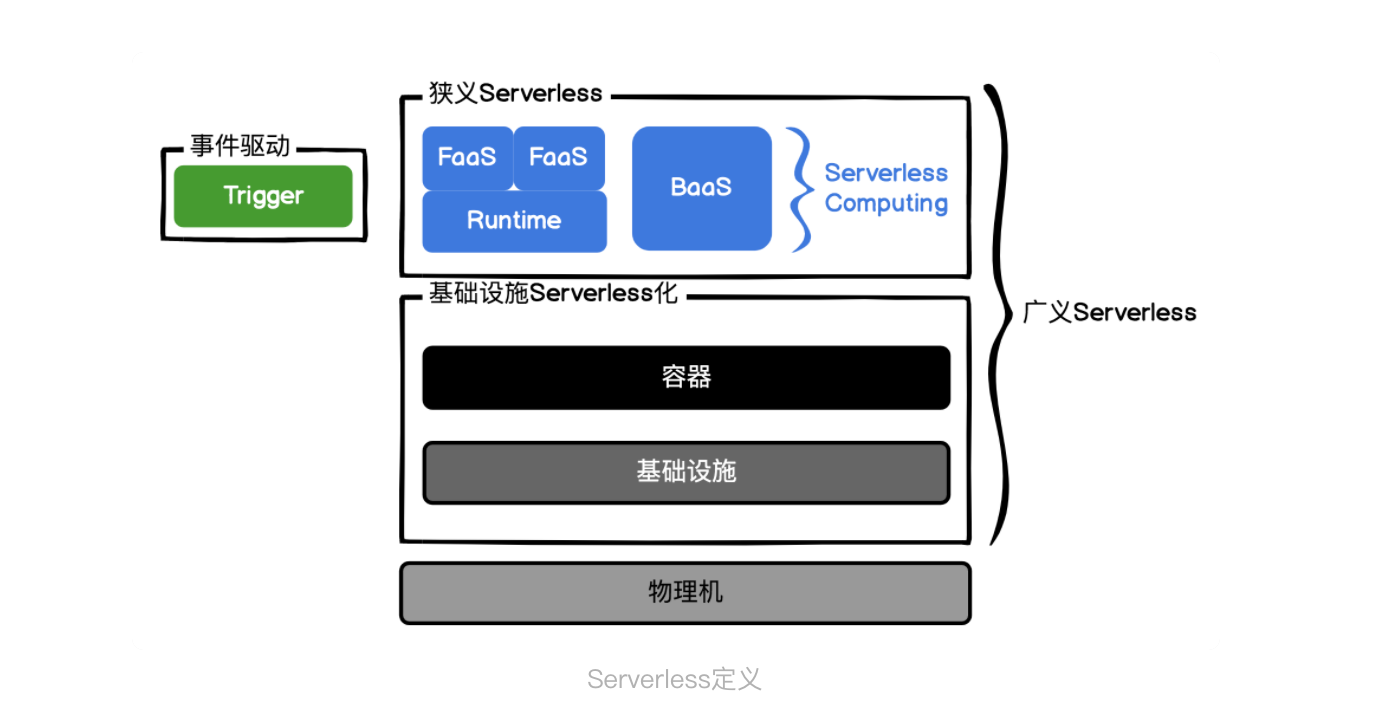 狭义Serverless
事件驱动
Trigger
FaaS
FaaS
Runtime
BaaS
Serverless
Computing
基础设施Serverless化
容器
基础设施
广义Serverless
物理机
Serverless定义